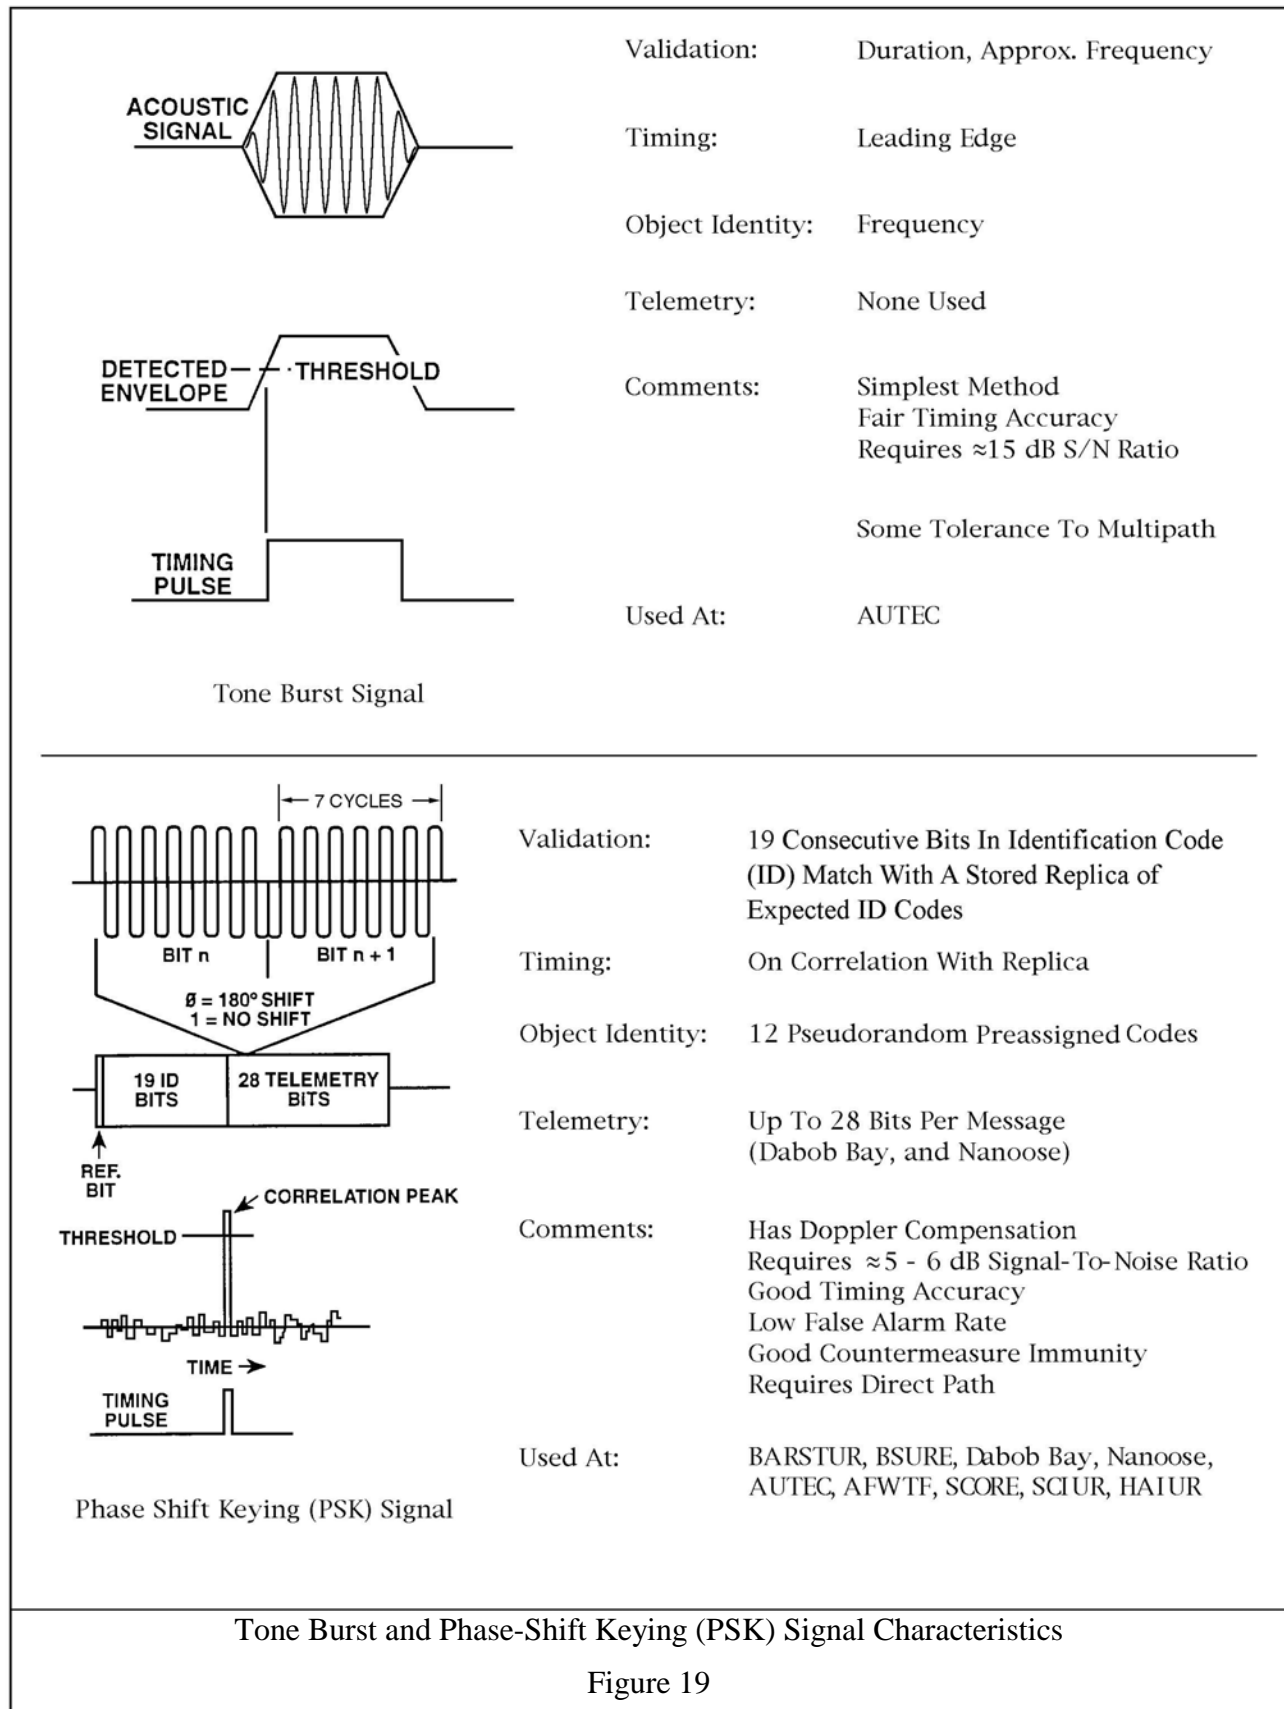 ACOUSTIC
SIGNAL
DETECTED
ENVELOPE
THRESHOLD
TIMING
PULSE
Tone Burst Signal
Validation: Duration, Approx. Frequency
Timing: Leading Edge
Object Identity: Frequency
Telemetry: None Used
Comments: Simplest Method
Fair Timing Accuracy
Requires ≈15 dB S/N Ratio
Some Tolerance To Multipath
Used At: AUTEC
7 CYCLES
BIT n BIT n + 1
Ø = 180° SHIFT
1 = NO SHIFT
19 ID
BITS
28 TELEMETRY
BITS
REF.
BIT
CORRELATION PEAK
THRESHOLD
TIME
TIMING
PULSE
Phase Shift Keying (PSK) Signal
Validation: 19 Consecutive Bits In Identification Code
(ID) Match With A Stored Replica of
Expected ID Codes
Timing: On Correlation With Replica
Object Identity: 12 Pseudorandom Preassigned Codes
Telemetry: Up To 28 Bits Per Message
(Dabob Bay, and Nanoose)
Comments: Has Doppler Compensation
Requires ≈5 - 6 dB Signal-To-Noise Ratio
Good Timing Accuracy
Low False Alarm Rate
Good Countermeasure Immunity
Requires Direct Path
Used At: BARSTUR, BSURE, Dabob Bay, Nanoose,
AUTEC, AFWTF, SCORE, SCIUR, HAIUR
Tone Burst and Phase-Shift Keying (PSK) Signal Characteristics
Figure 19